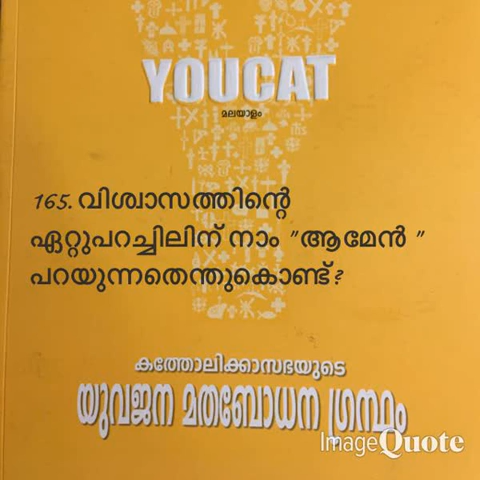 YOUCAT
മലയാളം
165. വിശ്വാസത്തിന്റെ
ഏറ്റുപറച്ചിലിന് നാം "ആമേൻ "
പറയുന്നതെന്തുകൊണ്ട്?
കത്തോലിക്കാസഭയുടെ
യുവജന മതബോധന ഗ്രന്ഥം
ImageQuote